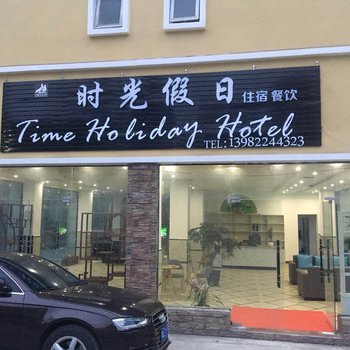 时光假日 住宿 餐饮
Time Holiday Hotel
TEL:13982244323